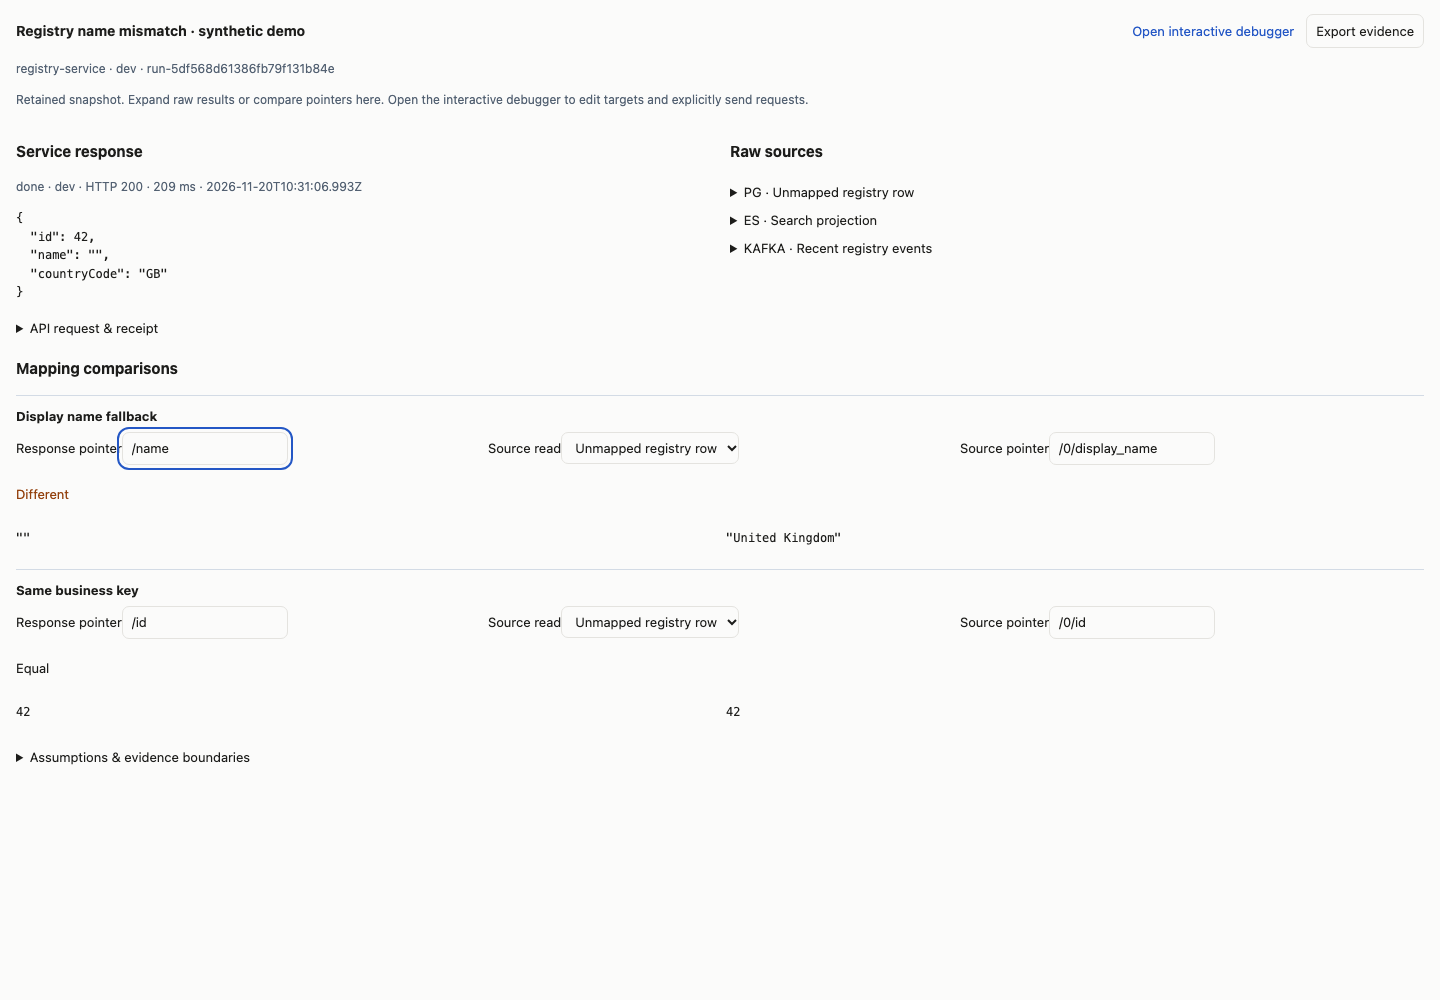 Registry name mismatch · synthetic demo
Open interactive debugger
Export evidence
registry-service · dev · run-5df568d61386fb79f131b84e
Retained snapshot. Expand raw results or compare pointers here. Open the interactive debugger to edit targets and explicitly send requests.
Service response
done · dev · HTTP 200 · 209 ms · 2026-11-20T10:31:06.993Z
{
  "id": 42,
  "name": "",
  "countryCode": "GB"
}
API request & receipt
Raw sources
PG · Unmapped registry row
ES · Search projection
KAFKA · Recent registry events
Mapping comparisons
Display name fallback
Response pointer /name Source read Unmapped registry row Source pointer /0/display_name
Different
"" "United Kingdom"
Same business key
Response pointer /id Source read Unmapped registry row Source pointer /0/id
Equal
42 42
Assumptions & evidence boundaries